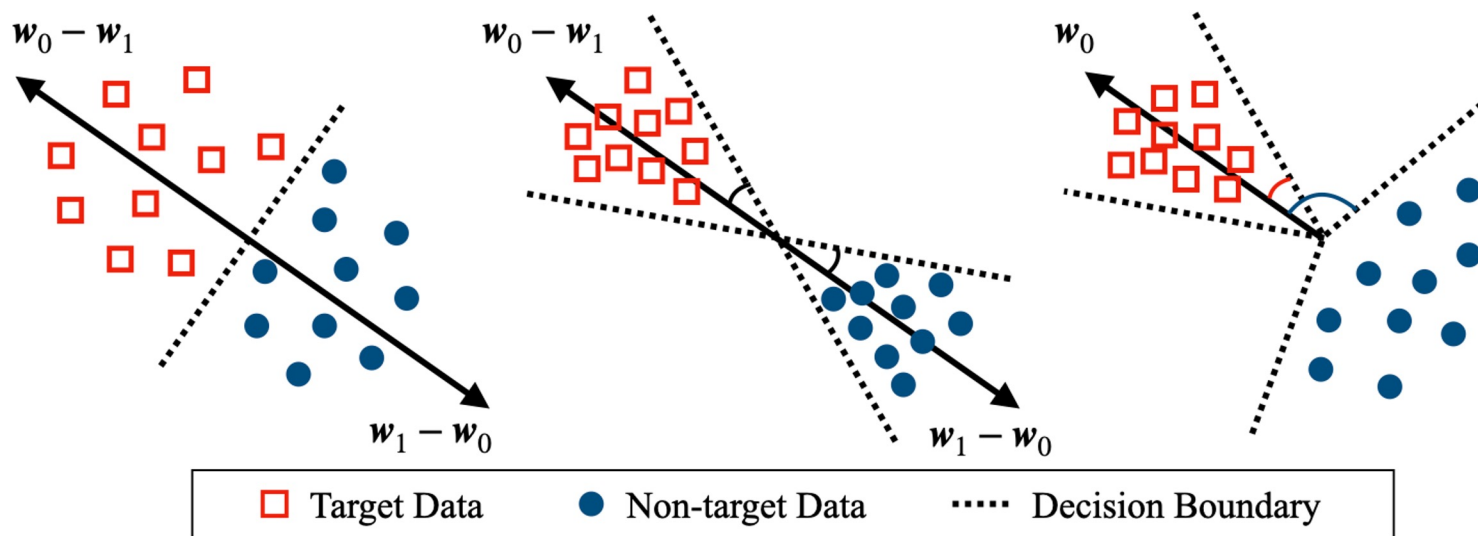 w₀ − w₁
w₁ − w₀
w₀ − w₁
w₁ − w₀
w₀
Target Data
Non-target Data
Decision Boundary